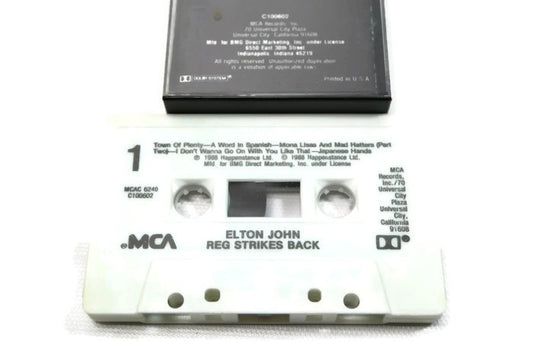 C100602
MCA Records, Inc.
70 Universal City Plaza
Universal City, California 91608
Mfd for BMG Direct Marketing, Inc. under License
6550 East 30th Street
Indianapolis, Indiana 46219
All rights reserved. Unauthorized duplication
is a violation of applicable laws.
DOLBY SYSTEM
Printed in U.S.A.
1
Town Of Plenty—A Word In Spanish—Mona Lisas And Mad Hatters (Part
Two)—I Don't Wanna Go On With You Like That—Japanese Hands
℗ 1988 Happenstance Ltd. © 1988 Happenstance Ltd.
Mfd for BMG Direct Marketing, Inc. under License
MCAC 6240
C100602
MCA
Records,
Inc./70
Universal
City
Plaza
Universal
City,
California
91608
MCA
ELTON JOHN
REG STRIKES BACK